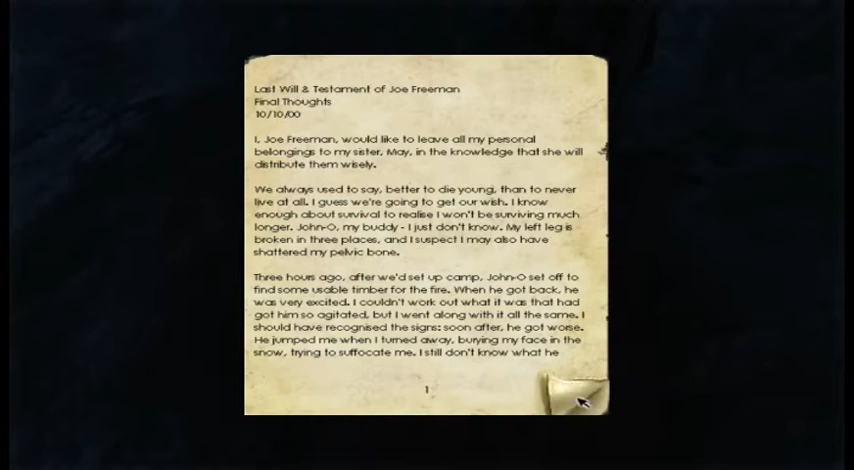 Last Will & Testament of Joe Freeman
Final Thoughts
10/10/00
I, Joe Freeman, would like to leave all my personal
belongings to my sister, May, in the knowledge that she will
distribute them wisely.
We always used to say, better to die young, than to never
live at all. I guess we're going to get our wish. I know
enough about survival to realise I won't be surviving much
longer. John-O, my buddy - I just don't know. My left leg is
broken in three places, and I suspect I may also have
shattered my pelvic bone.
Three hours ago, after we'd set up camp, John-O set off to
find some usable timber for the fire. When he got back, he
was very excited. I couldn't work out what it was that had
got him so agitated, but I went along with it all the same. I
should have recognised the signs: soon after, he got worse.
He jumped me when I turned away, burying my face in the
snow, trying to suffocate me. I still don't know what he
1